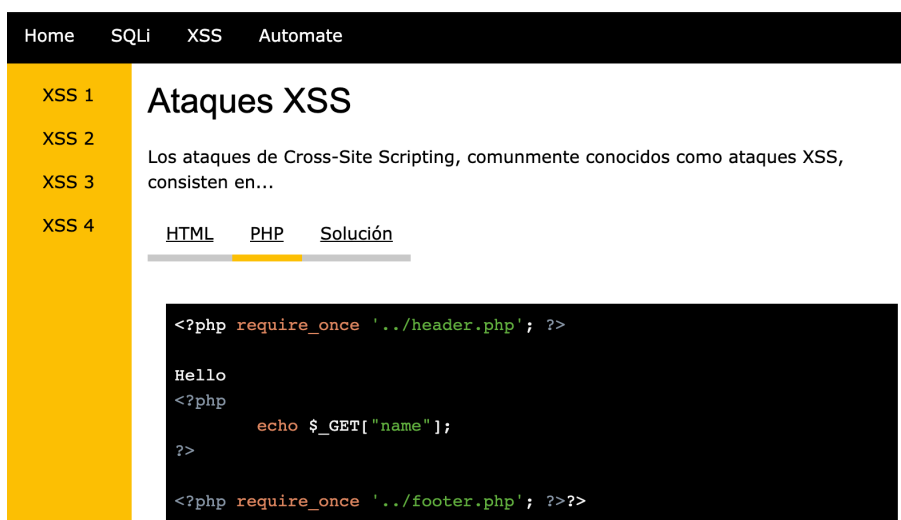 Home SQLi XSS Automate
XSS 1
XSS 2
XSS 3
XSS 4
Ataques XSS
Los ataques de Cross-Site Scripting, comunmente conocidos como ataques XSS,
consisten en...
HTML PHP Solución
<?php require_once '../header.php'; ?>
Hello
<?php
echo $_GET["name"];
?>
<?php require_once '../footer.php'; ?>?>